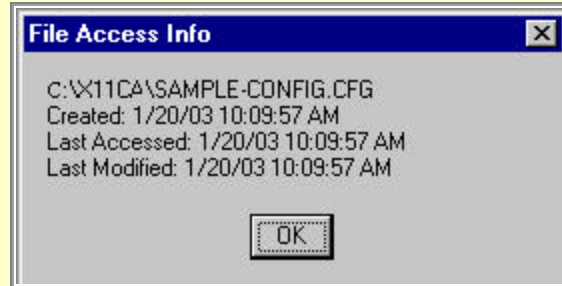 File Access Info
C:\X11CA\SAMPLE-CONFIG.CFG
Created: 1/20/03 10:09:57 AM
Last Accessed: 1/20/03 10:09:57 AM
Last Modified: 1/20/03 10:09:57 AM
OK